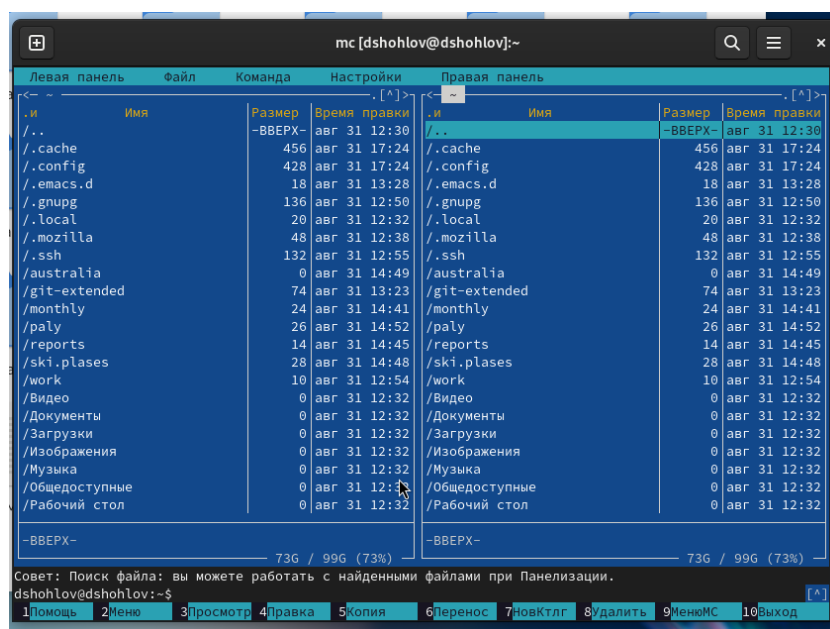 mc [dshohlov@dshohlov]:~
Левая панель Файл Команда Настройки Правая панель
<— ~ .[^]> <— ~ .[^]>
.и Имя Размер Время правки .и Имя Размер Время правки
/.. -ВВЕРХ- авг 31 12:30 /.. -ВВЕРХ- авг 31 12:30
/.cache 456 авг 31 17:24 /.cache 456 авг 31 17:24
/.config 428 авг 31 17:24 /.config 428 авг 31 17:24
/.emacs.d 18 авг 31 13:28 /.emacs.d 18 авг 31 13:28
/.gnupg 136 авг 31 12:50 /.gnupg 136 авг 31 12:50
/.local 20 авг 31 12:32 /.local 20 авг 31 12:32
/.mozilla 48 авг 31 12:38 /.mozilla 48 авг 31 12:38
/.ssh 132 авг 31 12:55 /.ssh 132 авг 31 12:55
/australia 0 авг 31 14:49 /australia 0 авг 31 14:49
/git-extended 74 авг 31 13:23 /git-extended 74 авг 31 13:23
/monthly 24 авг 31 14:41 /monthly 24 авг 31 14:41
/paly 26 авг 31 14:52 /paly 26 авг 31 14:52
/reports 14 авг 31 14:45 /reports 14 авг 31 14:45
/ski.plases 28 авг 31 14:48 /ski.plases 28 авг 31 14:48
/work 10 авг 31 12:54 /work 10 авг 31 12:54
/Видео 0 авг 31 12:32 /Видео 0 авг 31 12:32
/Документы 0 авг 31 12:32 /Документы 0 авг 31 12:32
/Загрузки 0 авг 31 12:32 /Загрузки 0 авг 31 12:32
/Изображения 0 авг 31 12:32 /Изображения 0 авг 31 12:32
/Музыка 0 авг 31 12:32 /Музыка 0 авг 31 12:32
/Общедоступные 0 авг 31 /Общедоступные 0 авг 31 12:32
/Рабочий стол 0 авг 31 12:32 /Рабочий стол 0 авг 31 12:32
-ВВЕРХ- -ВВЕРХ-
73G / 99G (73%) 73G / 99G (73%)
Совет: Поиск файла: вы можете работать с найденными файлами при Панелизации.
dshohlov@dshohlov:~$ [^]
1Помощь 2Меню 3Просмотр 4Правка 5Копия 6Перенос 7НовКтлг 8Удалить 9МенюMC 10Выход